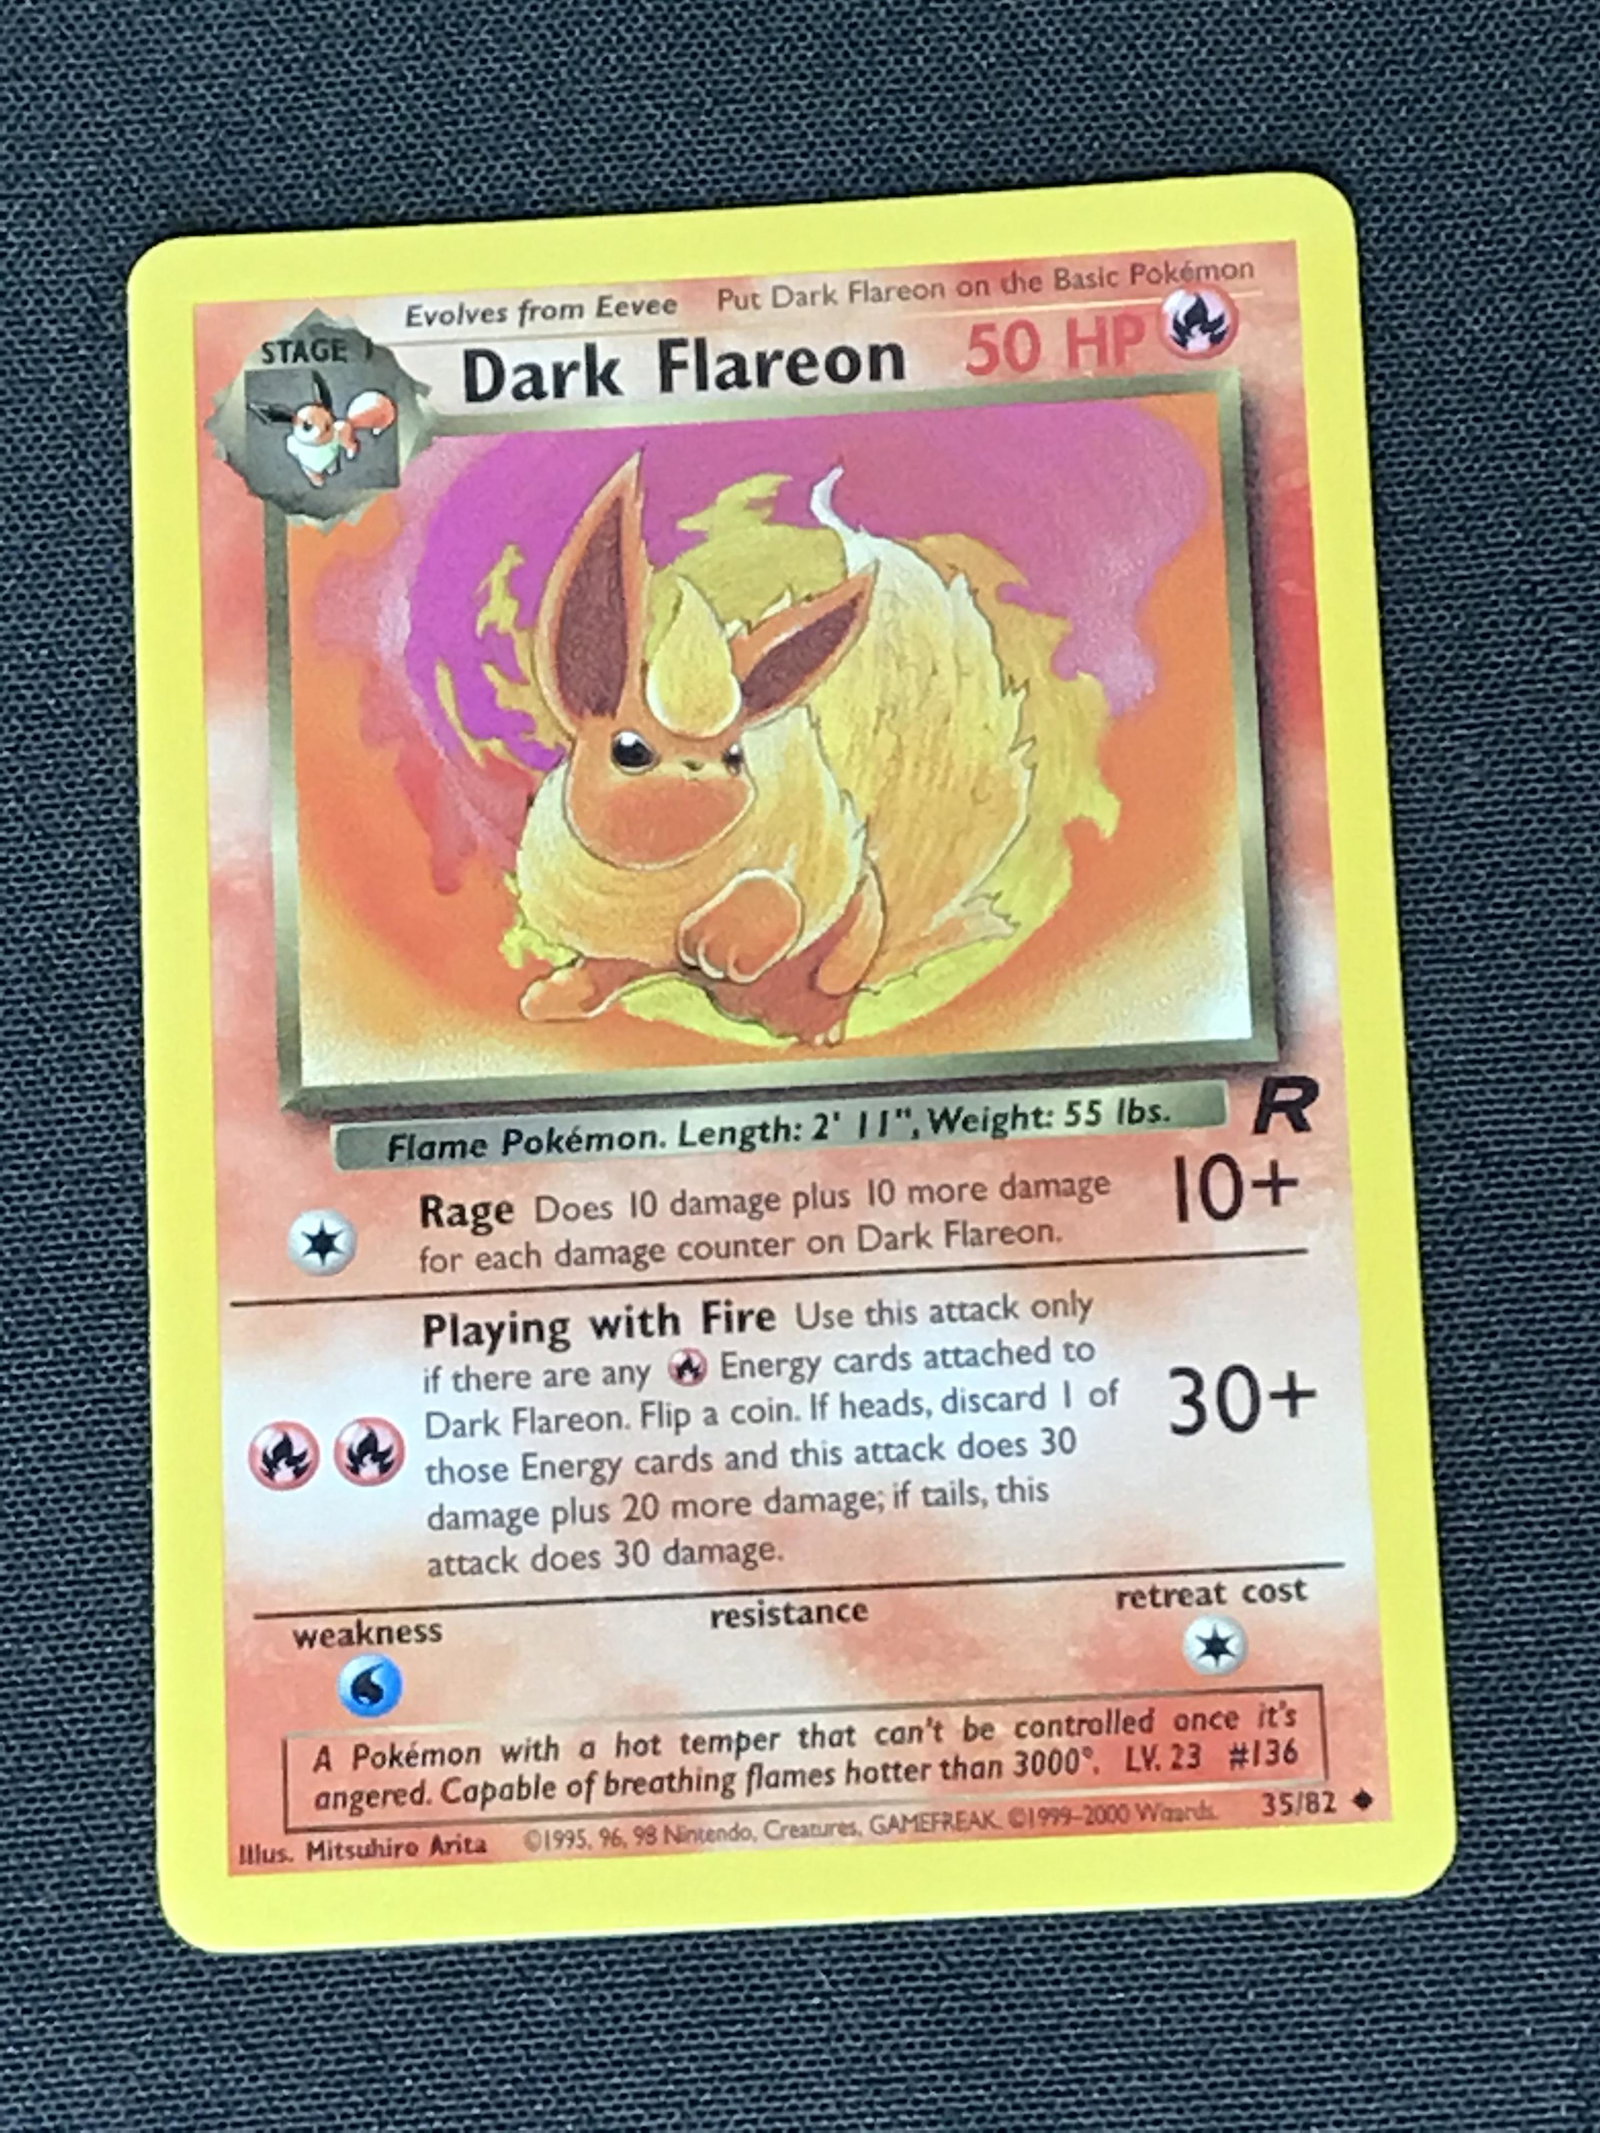 Evolves from Eevee Put Dark Flareon on the Basic Pokémon
STAGE 1
Dark Flareon 50 HP
Flame Pokémon. Length: 2' 11", Weight: 55 lbs.
R
Rage Does 10 damage plus 10 more damage 10+
for each damage counter on Dark Flareon.
Playing with Fire Use this attack only
if there are any Energy cards attached to
Dark Flareon. Flip a coin. If heads, discard 1 of 30+
those Energy cards and this attack does 30
damage plus 20 more damage; if tails, this
attack does 30 damage.
weakness resistance retreat cost
A Pokémon with a hot temper that can't be controlled once it's
angered. Capable of breathing flames hotter than 3000°. LV. 23 #136
Illus. Mitsuhiro Arita ©1995, 96, 98 Nintendo, Creatures, GAMEFREAK. ©1999-2000 Wizards. 35/82